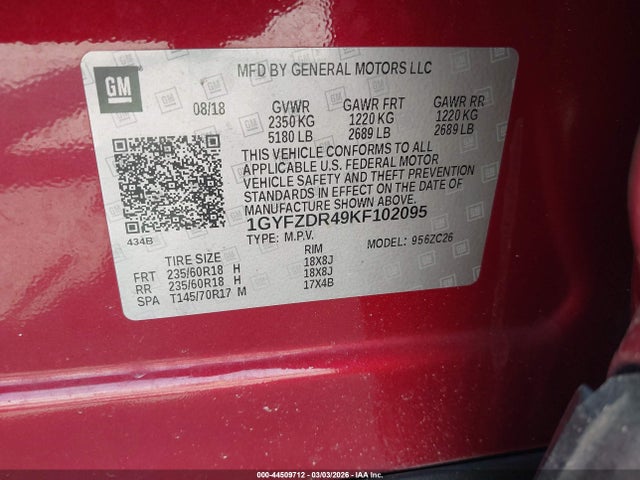 GM
MFD BY GENERAL MOTORS LLC
08/18 GVWR GAWR FRT GAWR RR
2350 KG 1220 KG 1220 KG
5180 LB 2689 LB 2689 LB
THIS VEHICLE CONFORMS TO ALL
APPLICABLE U.S. FEDERAL MOTOR
VEHICLE SAFETY AND THEFT PREVENTION
STANDARDS IN EFFECT ON THE DATE OF
MANUFACTURE SHOWN ABOVE.
1GYFZDR49KF102095
434B
TYPE: M.P.V. MODEL: 956ZC26
TIRE SIZE RIM
FRT 235/60R18 H 18X8J
RR 235/60R18 H 18X8J
SPA T145/70R17 M 17X4B
000-44509712 - 03/03/2026 - IAA Inc.